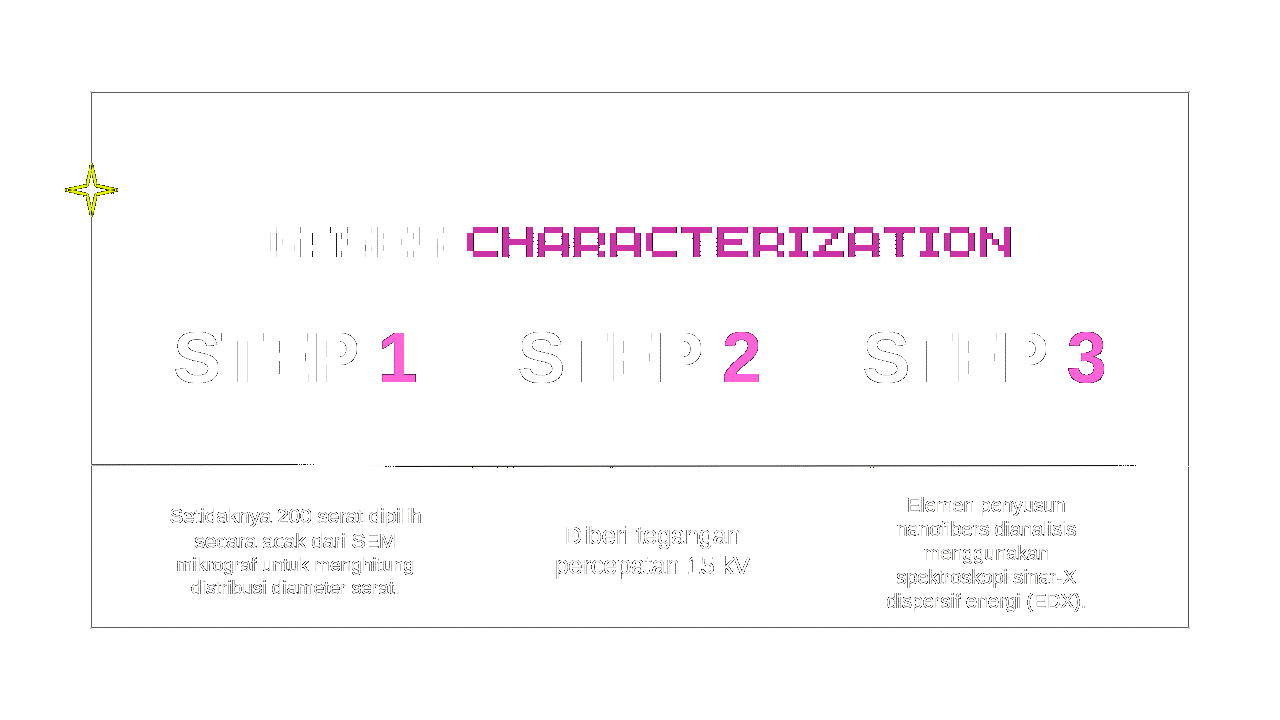 CHARACTERIZATION
STEP 1
STEP 2
STEP 3
Setidaknya 200 serat dipilih
secara acak dari SEM
mikrograf untuk menghitung
distribusi diameter serat.
Diberi tegangan
percepatan 15 kV
Elemen penyusun
nanofibers dianalisis
menggunakan
spektroskopi sinar-X
dispersif energi (EDX).